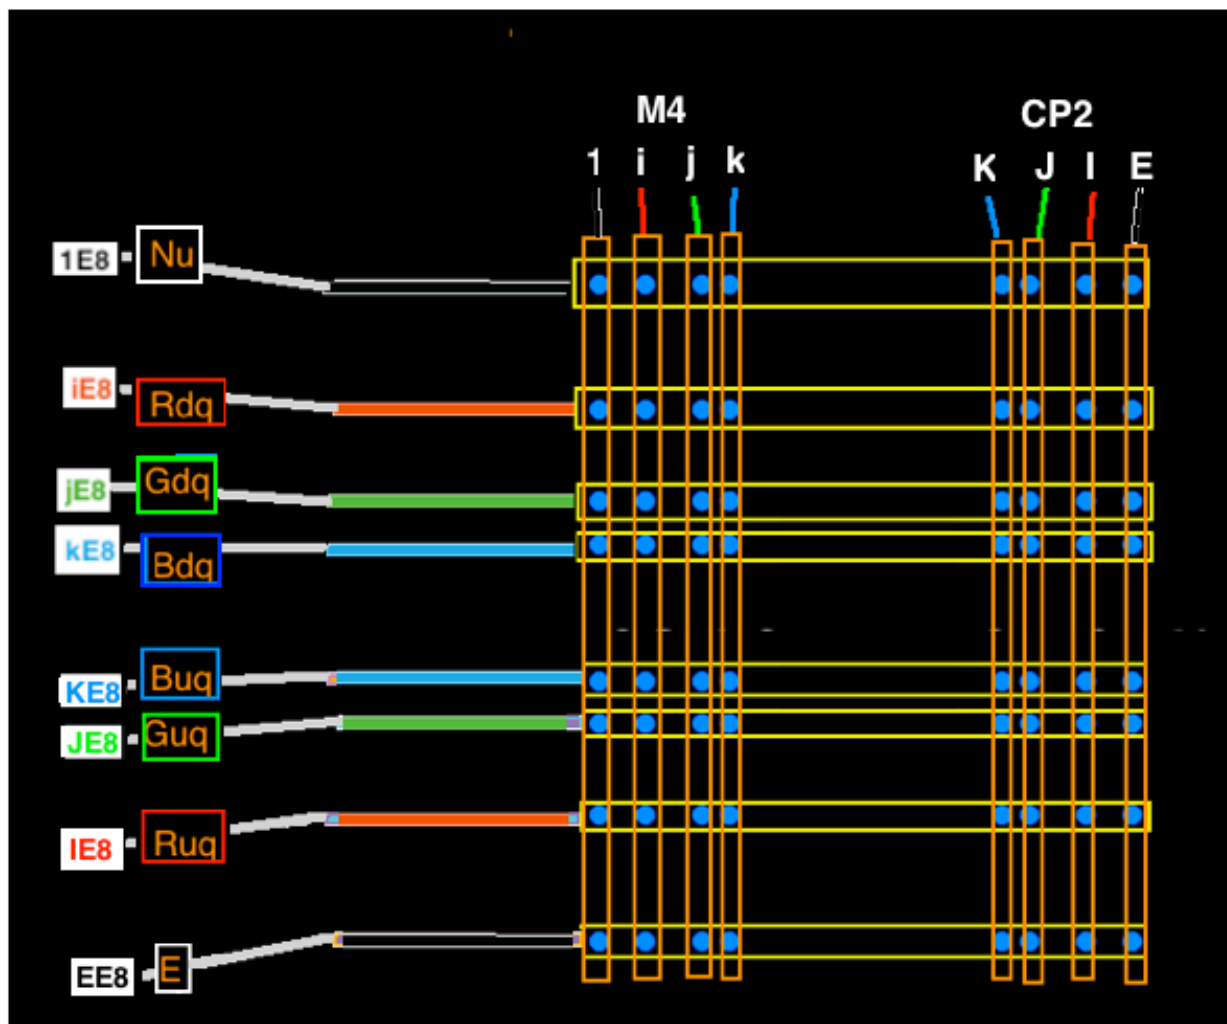 M4 CP2
1 i j k K J I E
1E8 Nu
iE8 Rdq
jE8 Gdq
kE8 Bdq
KE8 Buq
JE8 Guq
IE8 Ruq
EE8 E